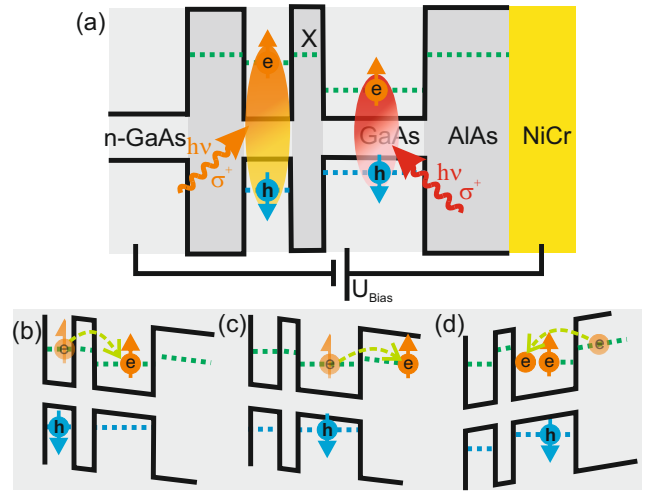 (a)
X
e
e
n-GaAs
GaAs
AlAs
NiCr
hν
σ⁺
hν
σ⁺
h
h
U_Bias
(b)
(c)
(d)
e
e
e
e
e
e
e
h
h
h